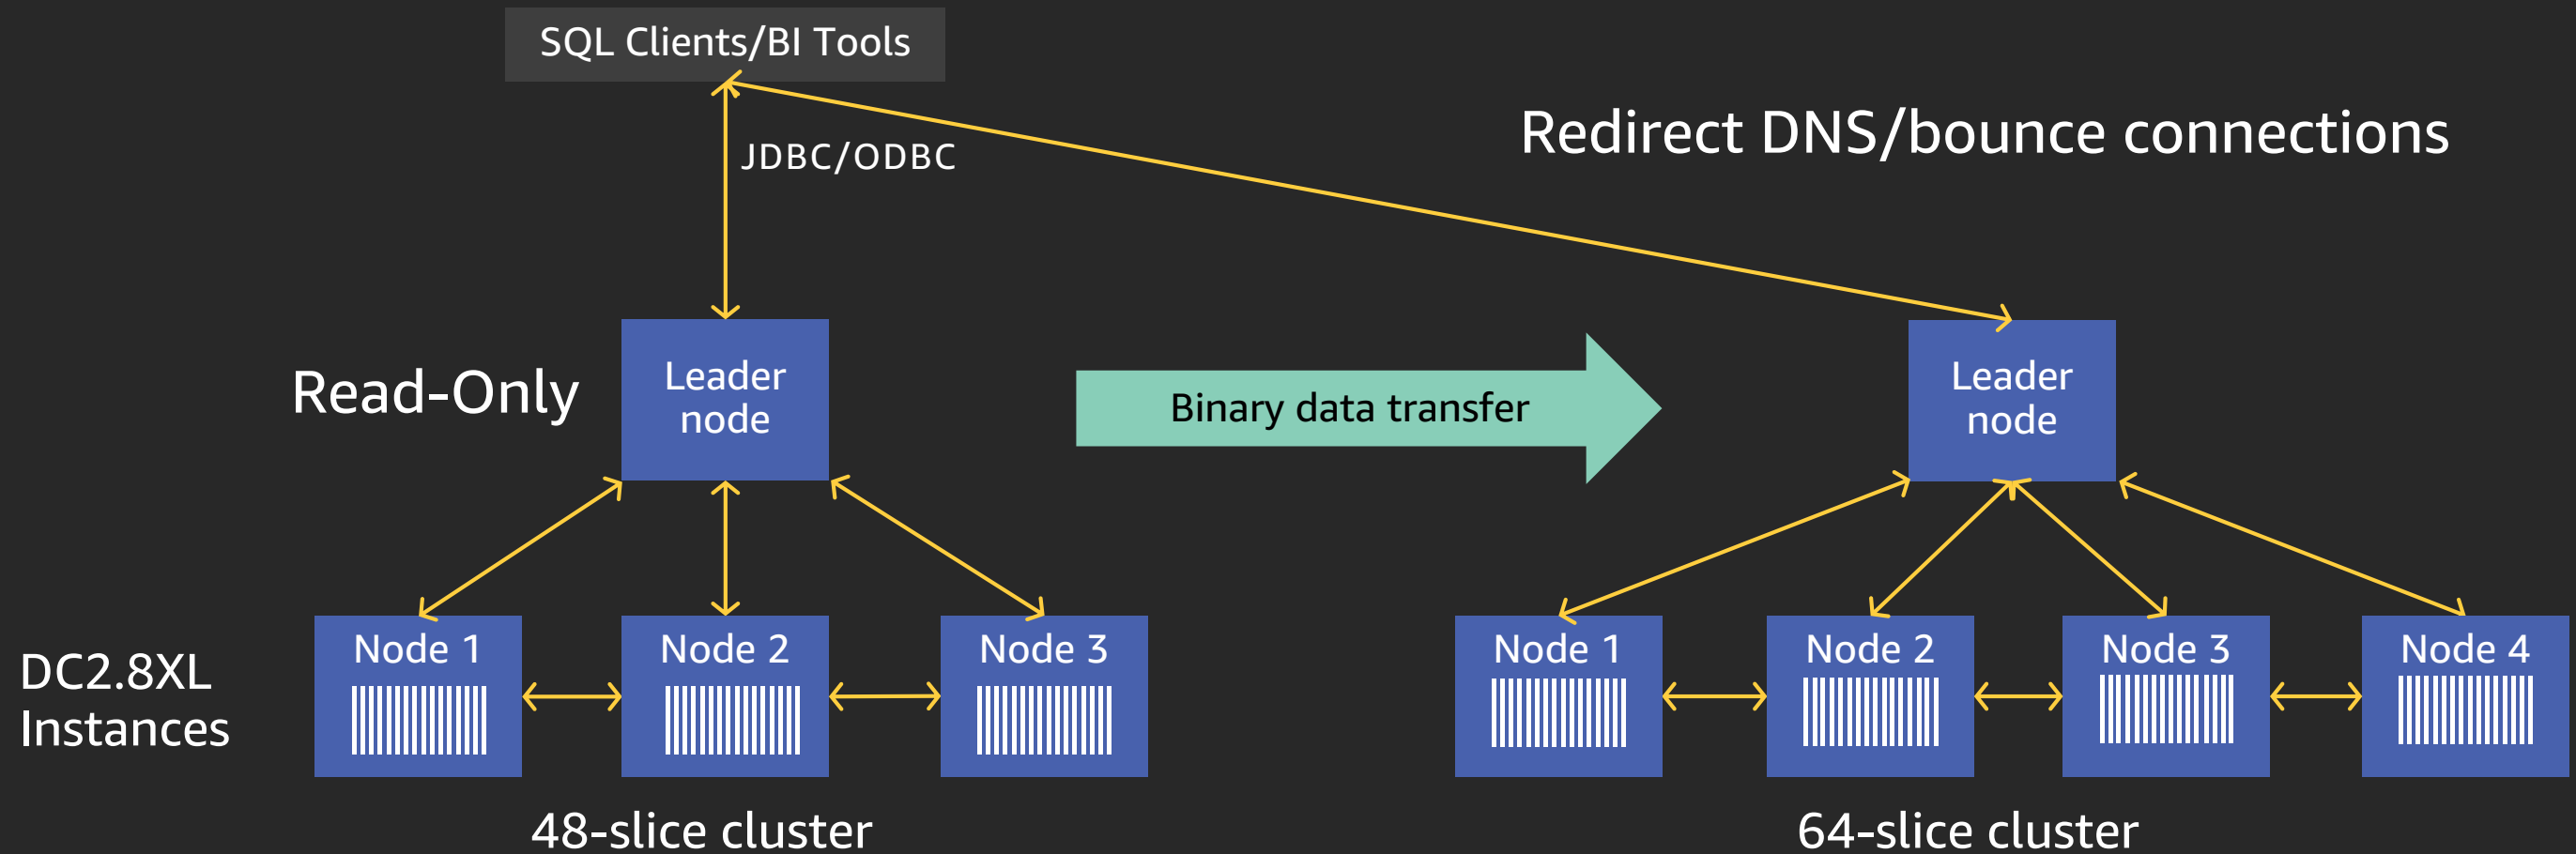 SQL Clients/BI Tools
JDBC/ODBC
Redirect DNS/bounce connections
Read-Only
Leader
node
Binary data transfer
Leader
node
DC2.8XL
Instances
Node 1
Node 2
Node 3
Node 1
Node 2
Node 3
Node 4
48-slice cluster
64-slice cluster